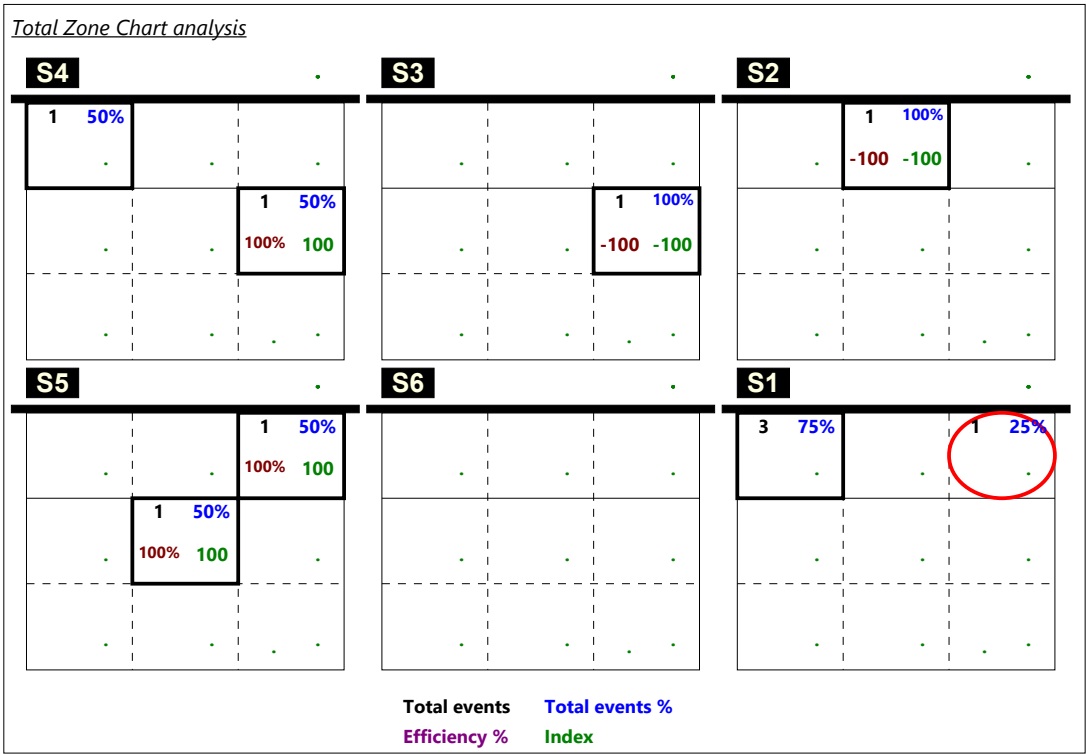 Total Zone Chart analysis
S4 S3 S2
1 50% 1 100%
-100 -100
1 50% 1 100%
100% 100 -100 -100
S5 S6 S1
1 50% 3 75% 1 25%
100% 100
1 50%
100% 100
Total events Total events %
Efficiency % Index